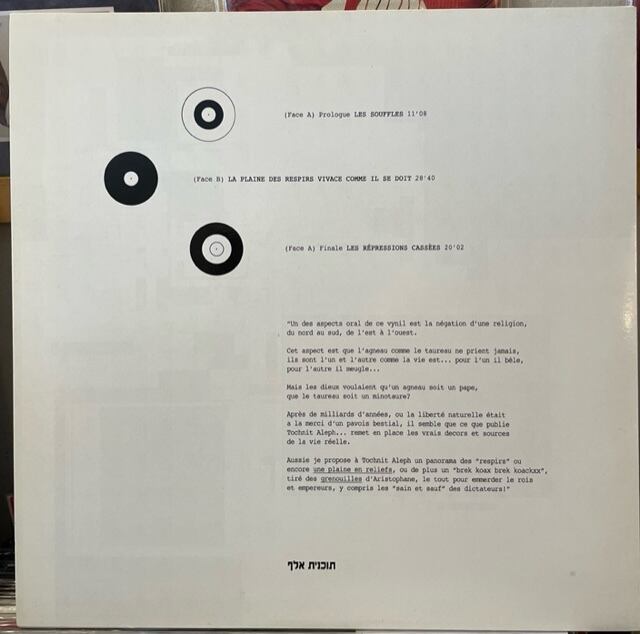 (Face A) Prologue LES SOUFFLES 11'08
(Face B) LA PLAINE DES RESPIRS VIVACE COMME IL SE DOIT 28'40
(Face A) Finale LES RÉPRESSIONS CASSÉES 20'02
"Un des aspects oral de ce vynil est la négation d'une religion,
du nord au sud, de l'est à l'ouest.
Cet aspect est que l'agneau comme le taureau ne prient jamais,
ils sont l'un et l'autre comme la vie est... pour l'un il bêle,
pour l'autre il meugle...
Mais les dieux voulaient qu'un agneau soit un pape,
que le taureau soit un minotaure?
Après de milliards d'années, ou la liberté naturelle était
a la merci d'un pavois bestial, il semble que ce que publie
Tochnit Aleph... remet en place les vrais decors et sources
de la vie réelle.
Aussie je propose à Tochnit Aleph un panorama des "respirs" ou
encore une plaine en reliefs, ou de plus un "brek koax brek koackxx",
tiré des grenouilles d'Aristophane, le tout pour emmerder le rois
et empereurs, y compris les "sain et sauf" des dictateurs!"
תוכנית אלף